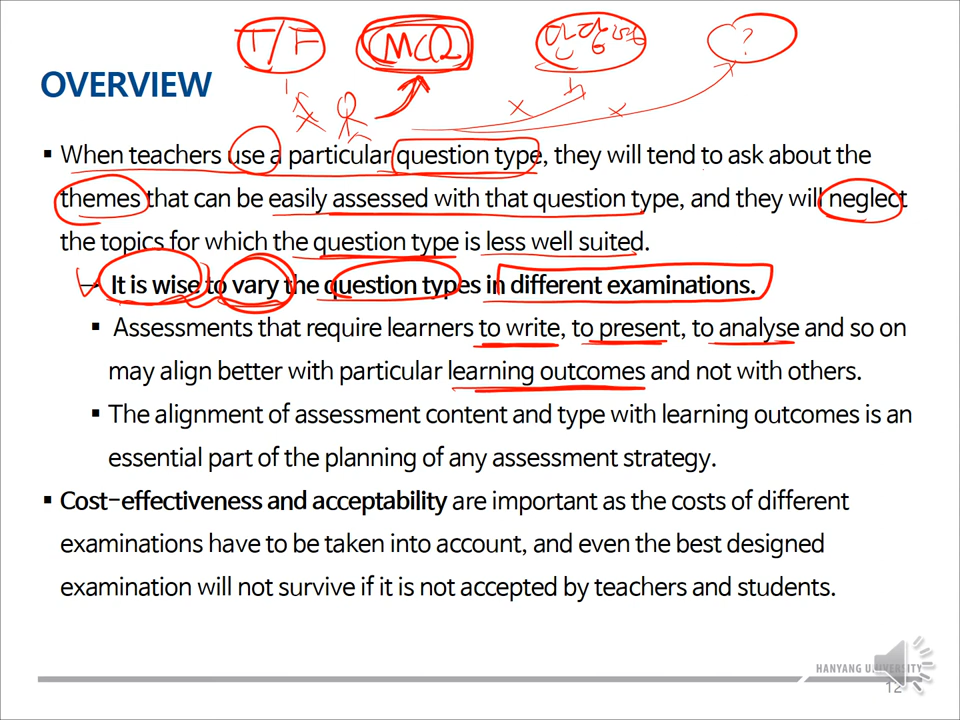 T/F MCQ ?
OVERVIEW
▪ When teachers use a particular question type, they will tend to ask about the
themes that can be easily assessed with that question type, and they will neglect
the topics for which the question type is less well suited.
→ It is wise to vary the question types in different examinations.
▪ Assessments that require learners to write, to present, to analyse and so on
may align better with particular learning outcomes and not with others.
▪ The alignment of assessment content and type with learning outcomes is an
essential part of the planning of any assessment strategy.
▪ Cost-effectiveness and acceptability are important as the costs of different
examinations have to be taken into account, and even the best designed
examination will not survive if it is not accepted by teachers and students.
HANYANG UNIVERSITY
12